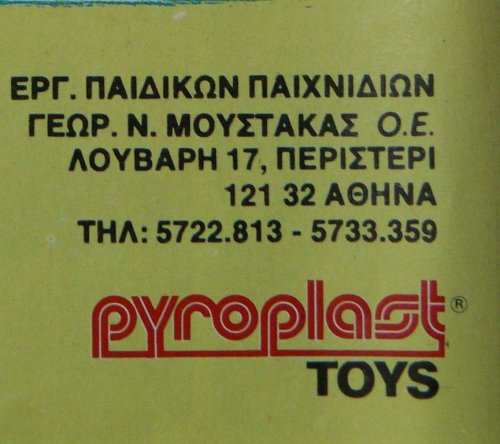 ΕΡΓ. ΠΑΙΔΙΚΩΝ ΠΑΙΧΝΙΔΙΩΝ
ΓΕΩΡ. Ν. ΜΟΥΣΤΑΚΑΣ Ο.Ε.
ΛΟΥΒΑΡΗ 17, ΠΕΡΙΣΤΕΡΙ
121 32 ΑΘΗΝΑ
ΤΗΛ: 5722.813 - 5733.359
pyroplast®
TOYS